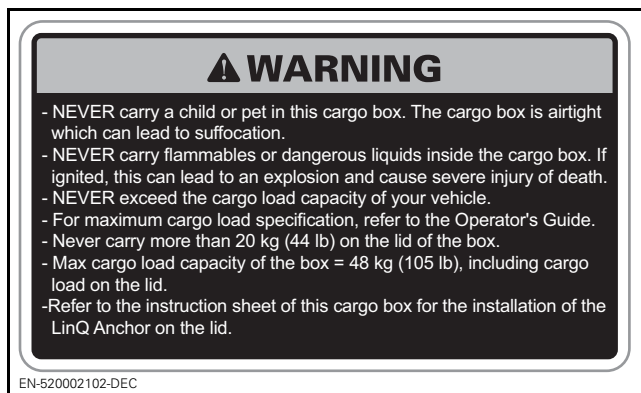 WARNING
- NEVER carry a child or pet in this cargo box. The cargo box is airtight
which can lead to suffocation.
- NEVER carry flammables or dangerous liquids inside the cargo box. If
ignited, this can lead to an explosion and cause severe injury of death.
- NEVER exceed the cargo load capacity of your vehicle.
- For maximum cargo load specification, refer to the Operator's Guide.
- Never carry more than 20 kg (44 lb) on the lid of the box.
- Max cargo load capacity of the box = 48 kg (105 lb), including cargo
load on the lid.
-Refer to the instruction sheet of this cargo box for the installation of the
LinQ Anchor on the lid.
EN-520002102-DEC